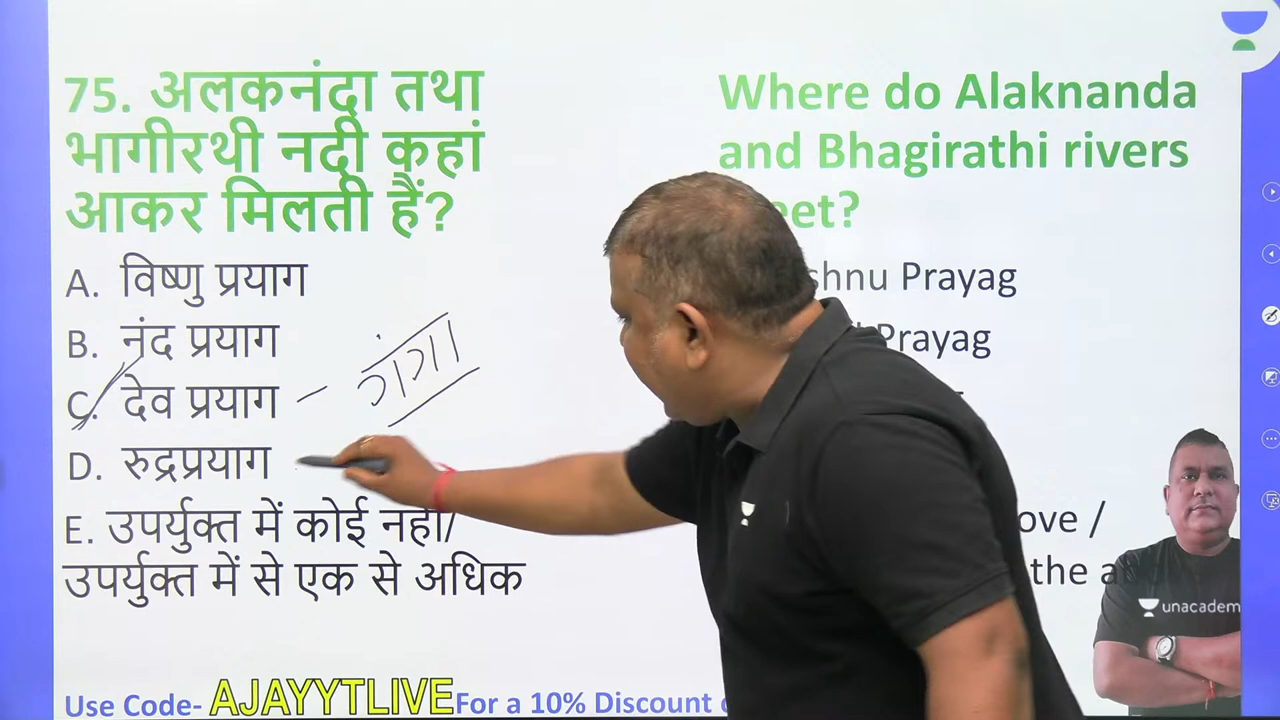 75. अलकनंदा तथा
भागीरथी नदी कहां
आकर मिलती हैं?
A. विष्णु प्रयाग
B. नंद प्रयाग
C. देव प्रयाग - गंगा
D. रुद्रप्रयाग
E. उपर्युक्त में कोई नहीं/
उपर्युक्त में से एक से अधिक
Where do Alaknanda
and Bhagirathi rivers
eet?
shnu Prayag
Prayag
ove /
the a
unacadem
Use Code- AJAYYTLIVE For a 10% Discount